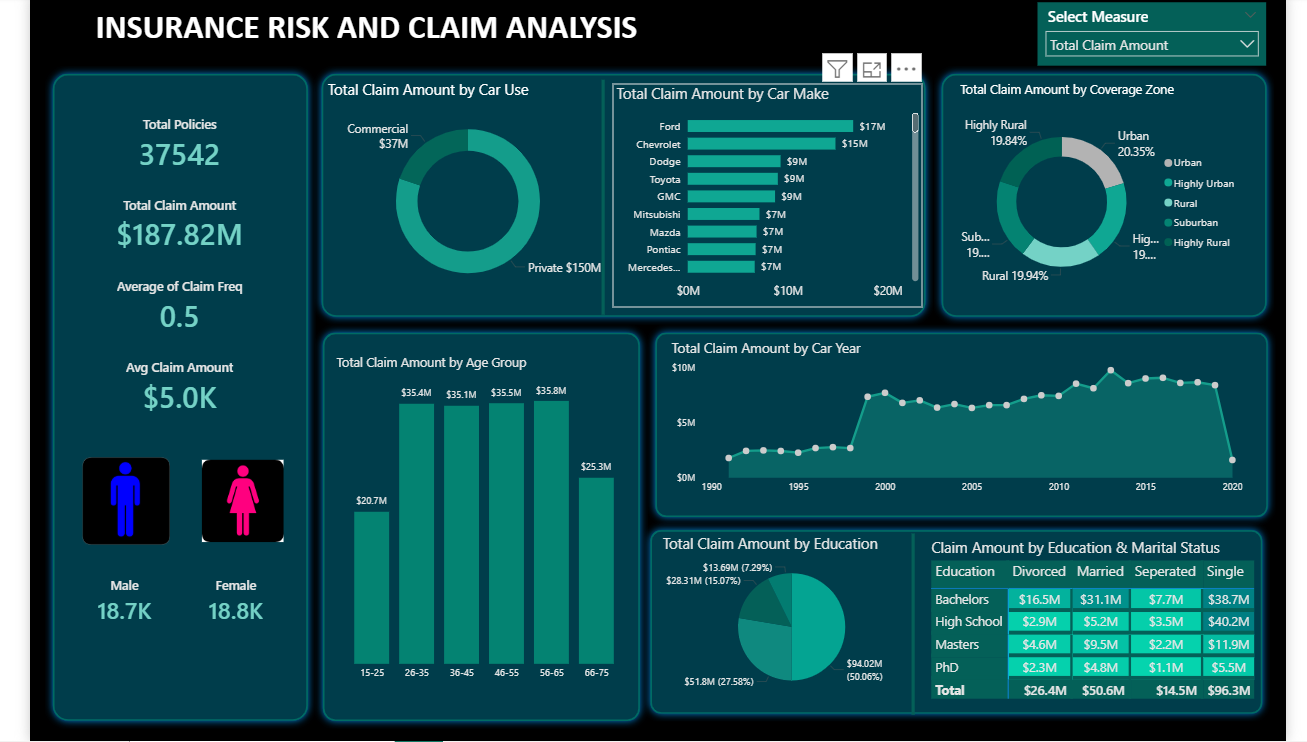 INSURANCE RISK AND CLAIM ANALYSIS
Select Measure
Total Claim Amount
Total Policies
37542
Total Claim Amount
$187.82M
Average of Claim Freq
0.5
Avg Claim Amount
$5.0K
Male
18.7K
Female
18.8K
Total Claim Amount by Car Use
Commercial
$37M
Private $150M
Total Claim Amount by Car Make
Ford $17M
Chevrolet $15M
Dodge $9M
Toyota $9M
GMC $9M
Mitsubishi $7M
Mazda $7M
Pontiac $7M
Mercedes... $7M
$0M $10M $20M
Total Claim Amount by Coverage Zone
Highly Rural
19.84%
Urban
20.35%
Sub...
19....
Hig...
19....
Rural 19.94%
Urban
Highly Urban
Rural
Suburban
Highly Rural
Total Claim Amount by Age Group
$20.7M $35.4M $35.1M $35.5M $35.8M $25.3M
15-25 26-35 36-45 46-55 56-65 66-75
Total Claim Amount by Car Year
$10M
$5M
$0M
1990 1995 2000 2005 2010 2015 2020
Total Claim Amount by Education
$13.69M (7.29%)
$28.31M (15.07%)
$51.8M (27.58%)
$94.02M
(50.06%)
Claim Amount by Education & Marital Status
Education Divorced Married Seperated Single
Bachelors $16.5M $31.1M $7.7M $38.7M
High School $2.9M $5.2M $3.5M $40.2M
Masters $4.6M $9.5M $2.2M $11.9M
PhD $2.3M $4.8M $1.1M $5.5M
Total $26.4M $50.6M $14.5M $96.3M